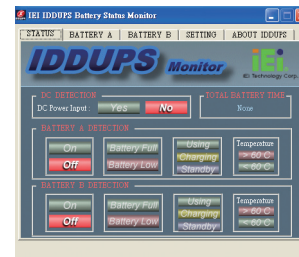 IEI IDDUPS Battery Status Monitor
STATUS BATTERY A BATTERY B SETTING ABOUT IDDUPS
IDDUPS Monitor
iEi
© Technology Corp.
DC DETECTION
TOTAL BATTERY TIME
DC Power Input : Yes No
None
BATTERY A DETECTION
On Battery Full Using Temperature
Charging > 60 C
Off Battery Low Standby < 60 C
BATTERY B DETECTION
On Battery Full Using Temperature
Charging > 60 C
Off Battery Low Standby < 60 C